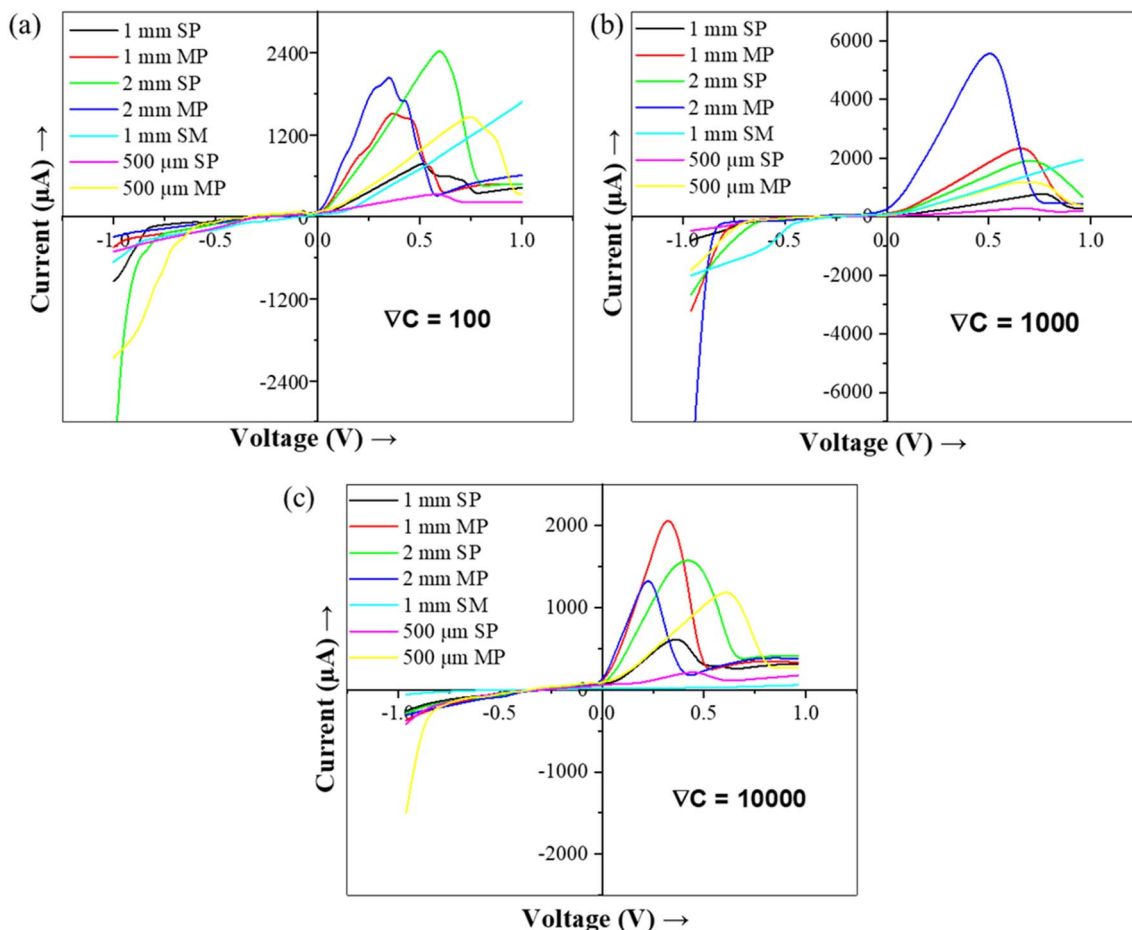 (a)
1 mm SP
1 mm MP
2 mm SP
2 mm MP
1 mm SM
500 µm SP
500 µm MP
2400
1200
-1.0
-0.5
0.0
0.5
1.0
-1200
-2400
∇C = 100
Current (µA) →
Voltage (V) →
(b)
1 mm SP
1 mm MP
2 mm SP
2 mm MP
1 mm SM
500 µm SP
500 µm MP
6000
4000
2000
-1.0
-0.5
0
0.5
1.0
-2000
-4000
-6000
∇C = 1000
Current (µA) →
Voltage (V) →
(c)
1 mm SP
1 mm MP
2 mm SP
2 mm MP
1 mm SM
500 µm SP
500 µm MP
2000
1000
0
-1.0
-0.5
0.0
0.5
1.0
-1000
-2000
∇C = 10000
Current (µA) →
Voltage (V) →